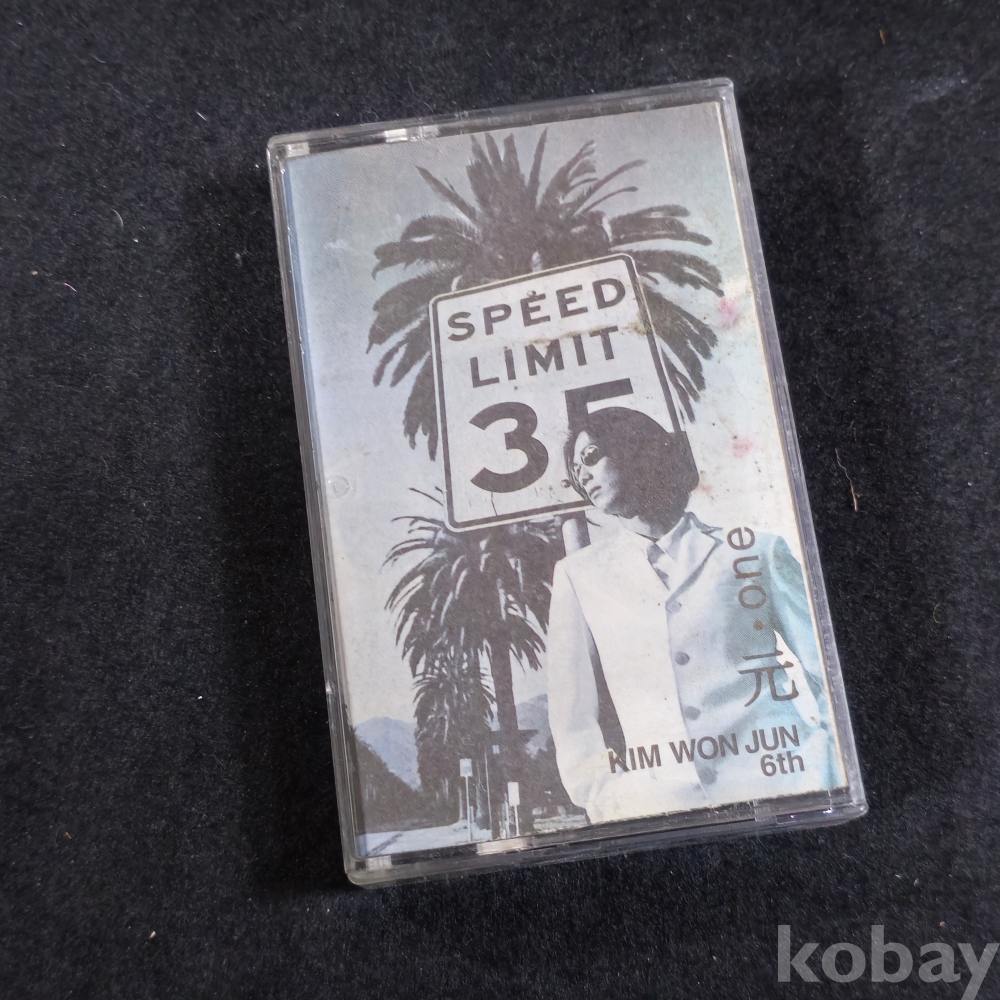 SPEED
LIMIT
35
元·one
KIM WON JUN
6th
kobay